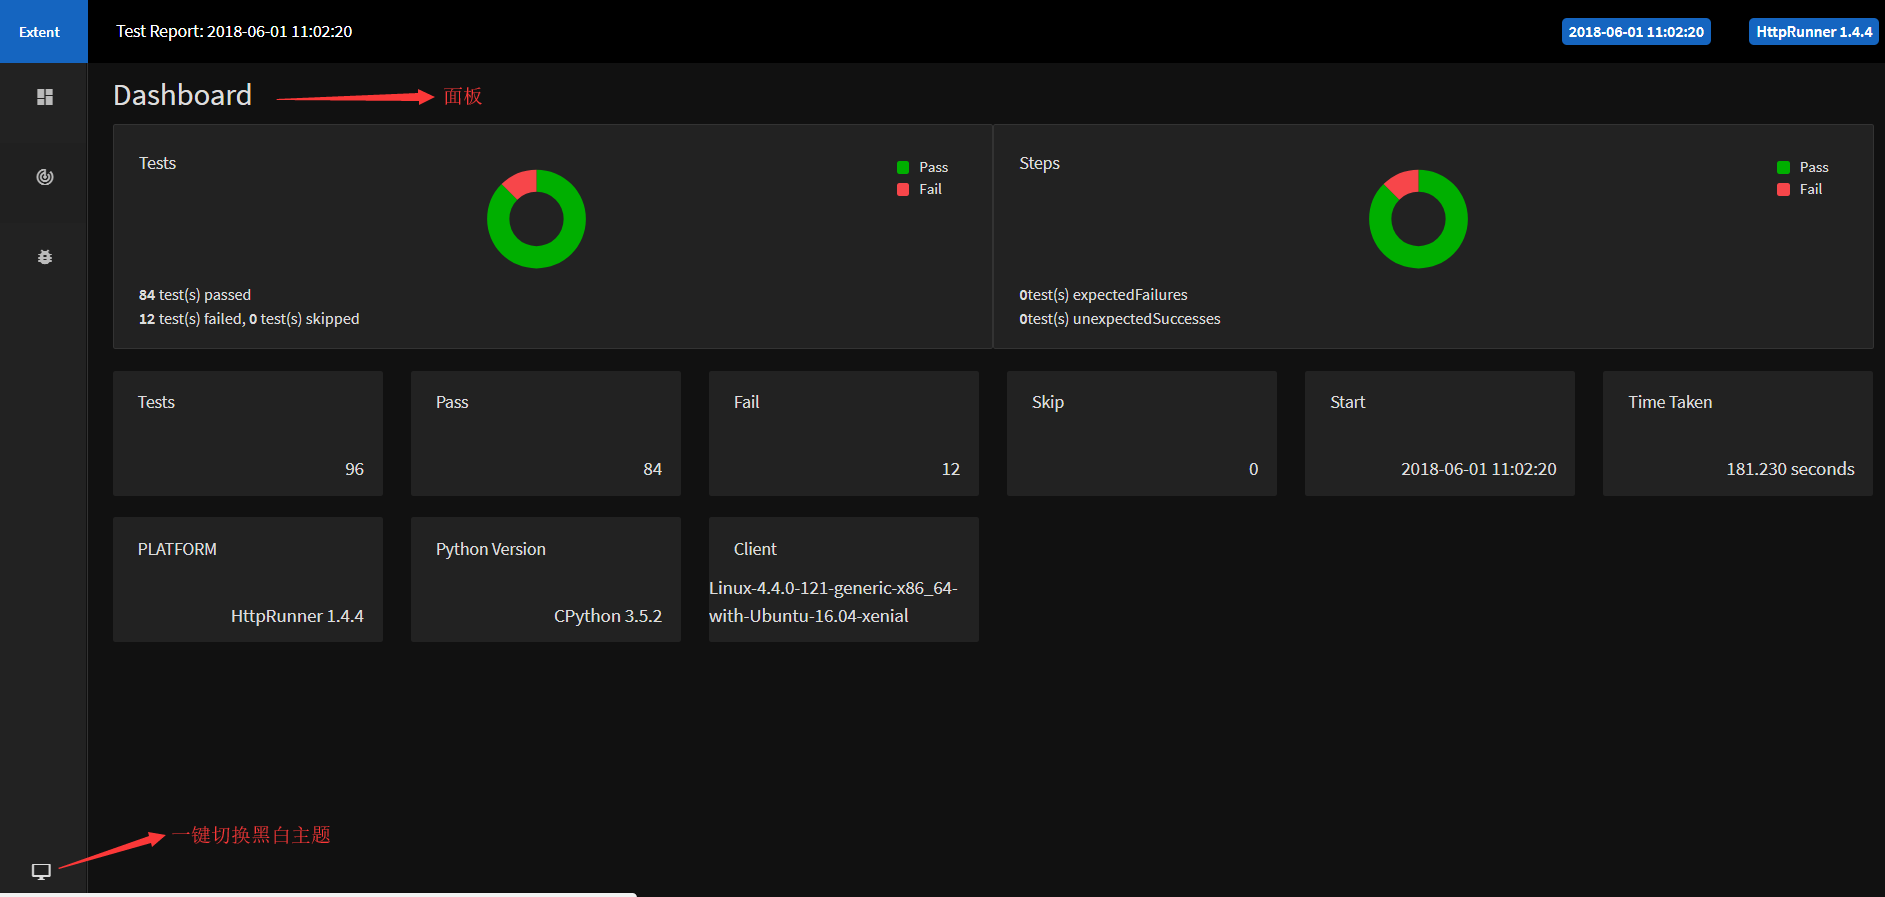 Extent
Test Report: 2018-06-01 11:02:20
2018-06-01 11:02:20
HttpRunner 1.4.4
Dashboard
面板
Tests
Pass
Fail
84 test(s) passed
12 test(s) failed, 0 test(s) skipped
Steps
Pass
Fail
0test(s) expectedFailures
0test(s) unexpectedSuccesses
Tests
96
Pass
84
Fail
12
Skip
0
Start
2018-06-01 11:02:20
Time Taken
181.230 seconds
PLATFORM
HttpRunner 1.4.4
Python Version
CPython 3.5.2
Client
Linux-4.4.0-121-generic-x86_64-
with-Ubuntu-16.04-xenial
一键切换黑白主题